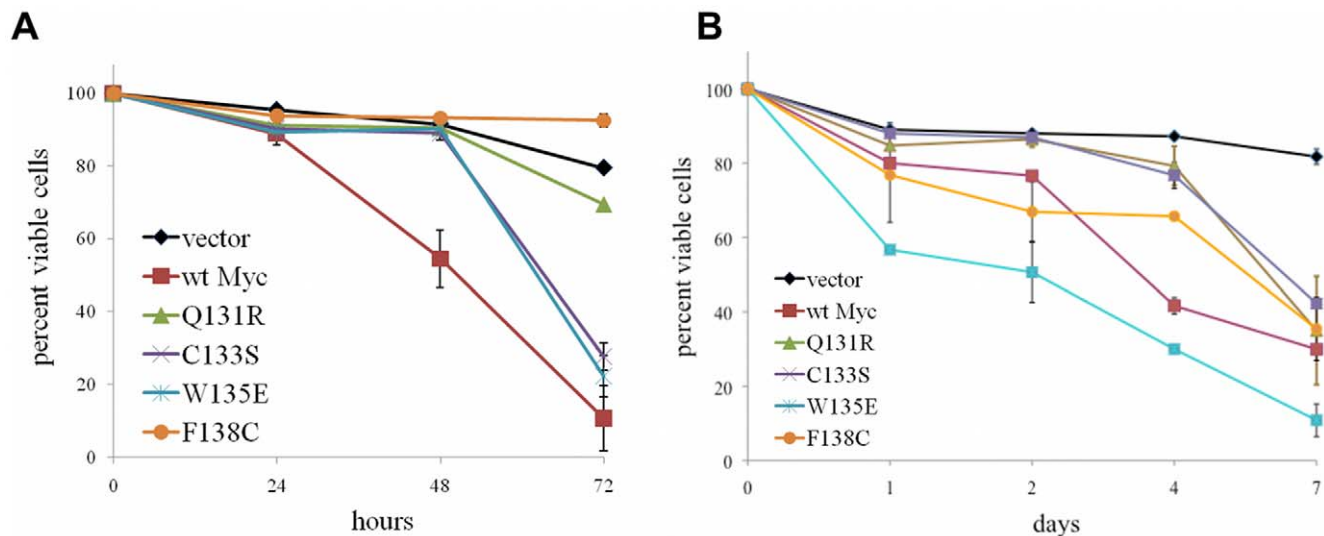 A
percent viable cells
100
80
60
40
20
0
vector
wt Myc
Q131R
C133S
W135E
F138C
0 24 48 72
hours
B
percent viable cells
100
80
60
40
20
0
vector
wt Myc
Q131R
C133S
W135E
F138C
0 1 2 4 7
days